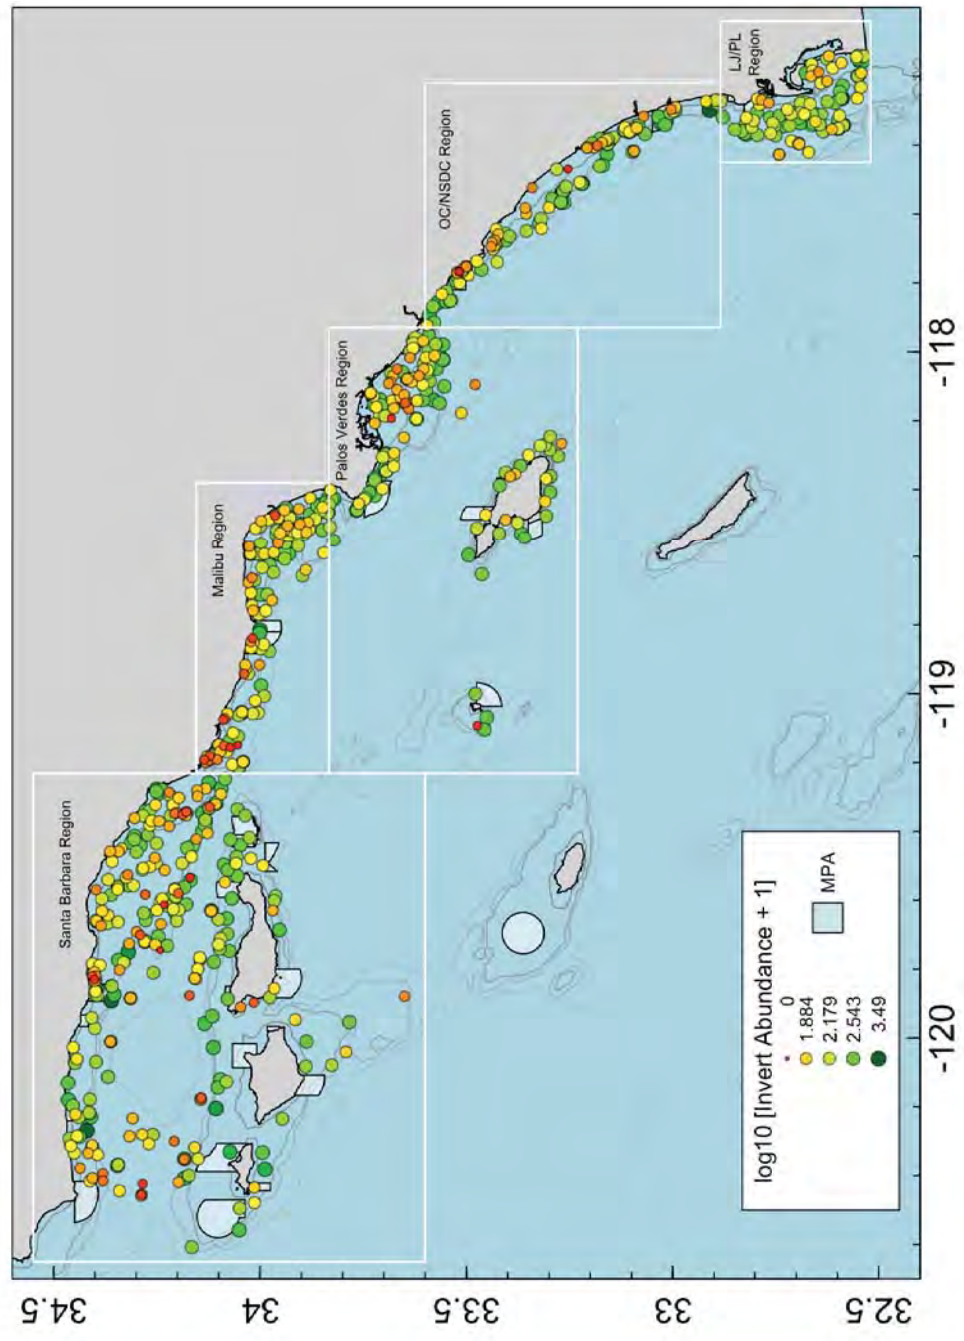 Santa Barbara Region
Malibu Region
Palos Verdes Region
OC/NSDC Region
LJ/PL
Region
log10 [Invert Abundance + 1]
0
1.884
2.179
2.543
3.49
MPA
34.5
34
33.5
33
32.5
-120
-119
-118